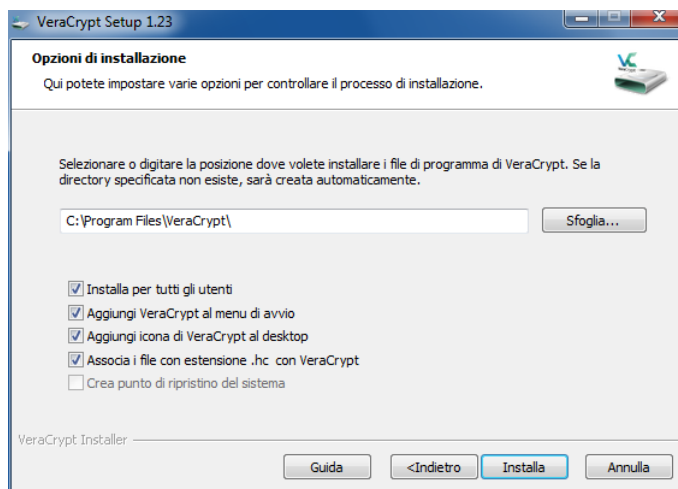 VeraCrypt Setup 1.23
Opzioni di installazione
Qui potete impostare varie opzioni per controllare il processo di installazione.
VC
Selezionare o digitare la posizione dove volete installare i file di programma di VeraCrypt. Se la
directory specificata non esiste, sarà creata automaticamente.
C:\Program Files\VeraCrypt\
Sfoglia...
Installa per tutti gli utenti
Aggiungi VeraCrypt al menu di avvio
Aggiungi icona di VeraCrypt al desktop
Associa i file con estensione .hc con VeraCrypt
Crea punto di ripristino del sistema
VeraCrypt Installer
Guida <Indietro Installa Annulla